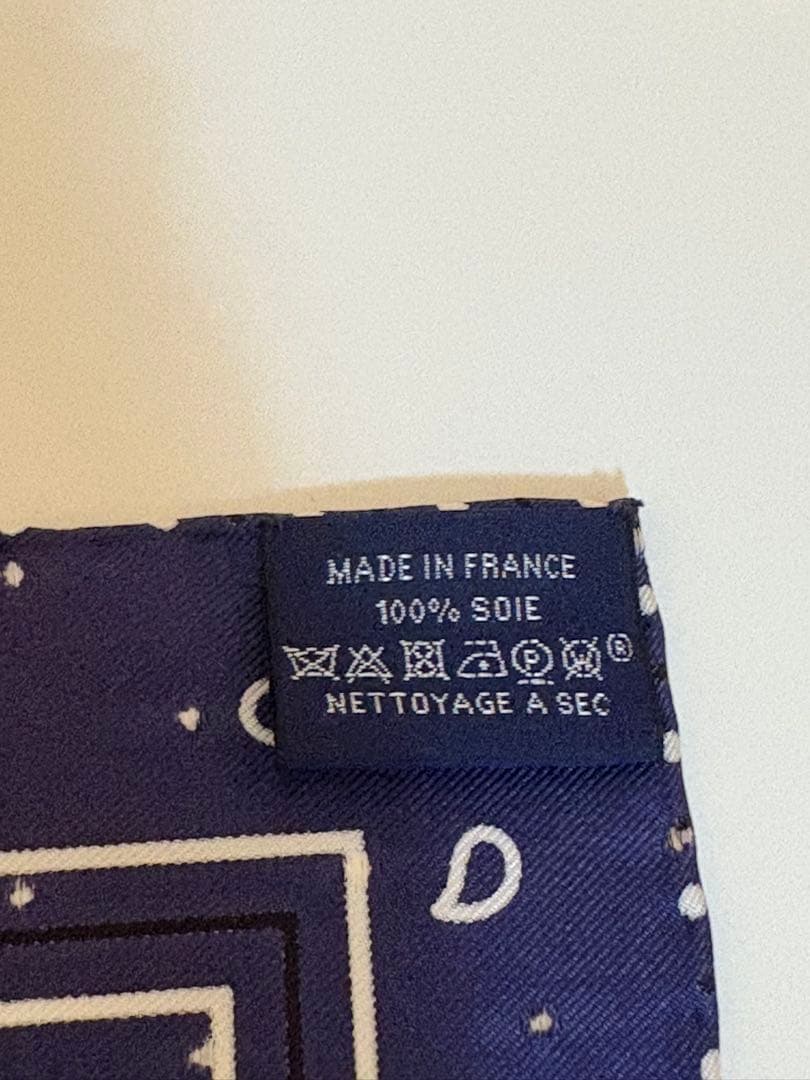 MADE IN FRANCE
100% SOIE
P W ®
NETTOYAGE A SEC